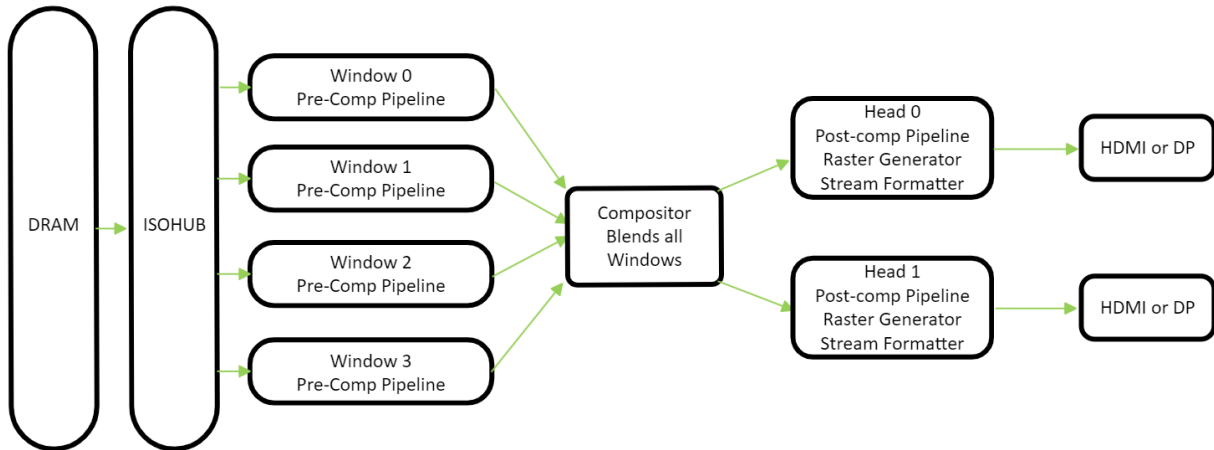 DRAM
ISOHUB
Window 0
Pre-Comp Pipeline
Window 1
Pre-Comp Pipeline
Window 2
Pre-Comp Pipeline
Window 3
Pre-Comp Pipeline
Compositor
Blends all
Windows
Head 0
Post-comp Pipeline
Raster Generator
Stream Formatter
HDMI or DP
Head 1
Post-comp Pipeline
Raster Generator
Stream Formatter
HDMI or DP